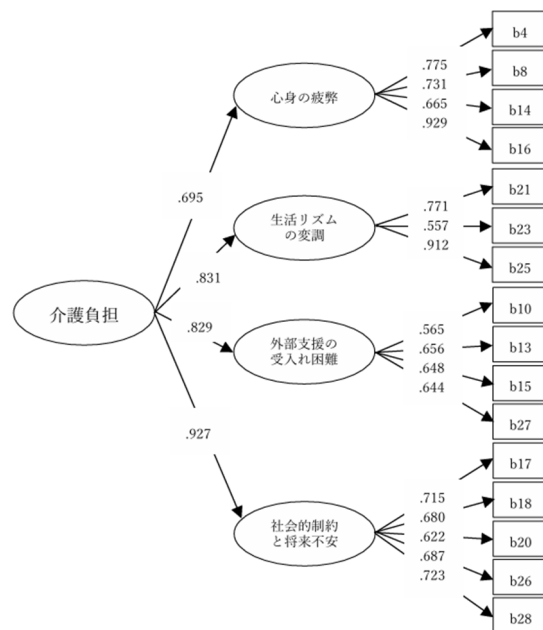 b4
.775
b8
.731
心身の疲弊
.665
b14
.929
b16
.695
b21
.771
生活リズム
の変調
.557
b23
.912
b25
.831
介護負担
b10
.829
.565
外部支援の
受入れ困難
.656
b13
.648
b15
.644
b27
.927
b17
.715
b18
社会的制約
と将来不安
.680
.622
b20
.687
b26
.723
b28